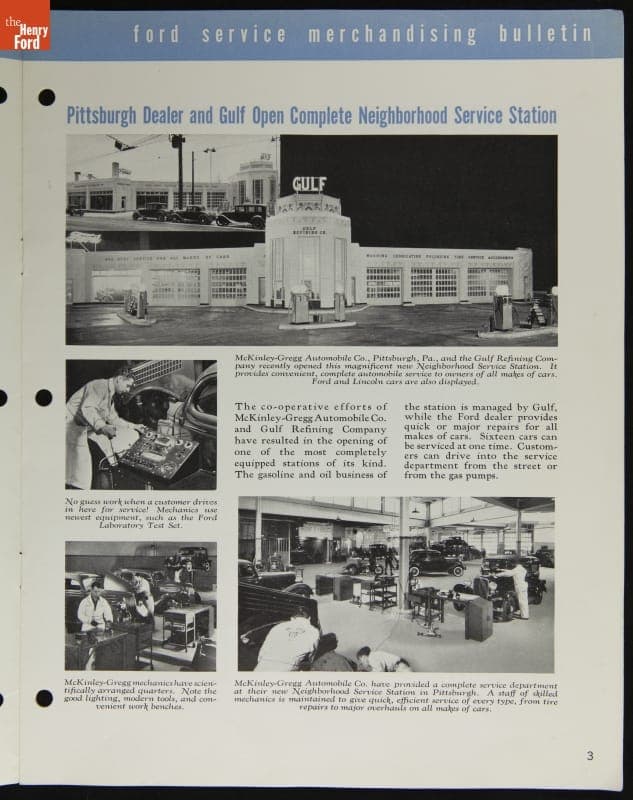 the
Henry
Ford
ford service merchandising bulletin
Pittsburgh Dealer and Gulf Open Complete Neighborhood Service Station
GULF
GULF
REFINING CO.
WASHING LUBRICATION POLISHING TIRE SERVICE ACCESSORIES
McKinley-Gregg Automobile Co., Pittsburgh, Pa., and the Gulf Refining Com-
pany recently opened this magnificent new Neighborhood Service Station. It
provides convenient, complete automobile service to owners of all makes of cars.
Ford and Lincoln cars are also displayed.
The co-operative efforts of
McKinley-Gregg Automobile Co.
and Gulf Refining Company
have resulted in the opening of
one of the most completely
equipped stations of its kind.
The gasoline and oil business of
the station is managed by Gulf,
while the Ford dealer provides
quick or major repairs for all
makes of cars. Sixteen cars can
be serviced at one time. Custom-
ers can drive into the service
department from the street or
from the gas pumps.
No guess work when a customer drives
in here for service! Mechanics use
newest equipment, such as the Ford
Laboratory Test Set.
McKinley-Gregg mechanics have scien-
tifically arranged quarters. Note the
good lighting, modern tools, and con-
venient work benches.
McKinley-Gregg Automobile Co. have provided a complete service department
at their new Neighborhood Service Station in Pittsburgh. A staff of skilled
mechanics is maintained to give quick, efficient service of every type, from tire
repairs to major overhauls on all makes of cars.
3